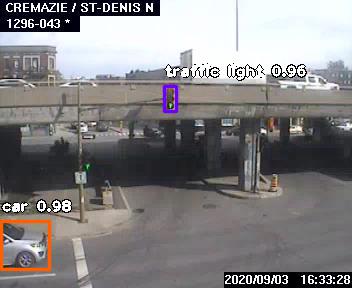 CREMAZIE / ST-DENIS N
1296-043 *
traffic light 0.96
car 0.98
2020/09/03 16:33:28